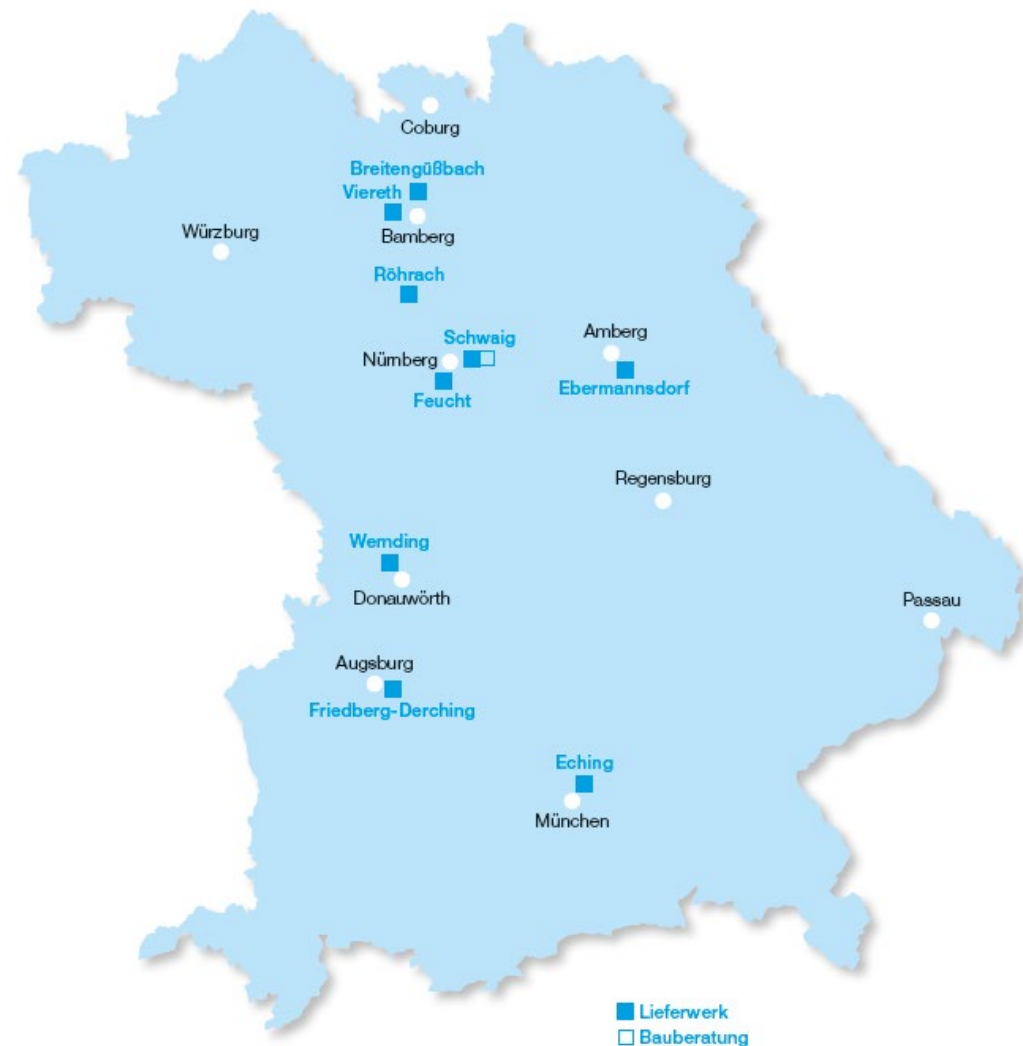 Coburg
Breitengüßbach
Viereth
Bamberg
Würzburg
Röhrach
Schwaig
Amberg
Nürnberg
Feucht
Ebermannsdorf
Regensburg
Wemding
Donauwörth
Passau
Augsburg
Friedberg-Derching
Eching
München
Lieferwerk
Bauberatung